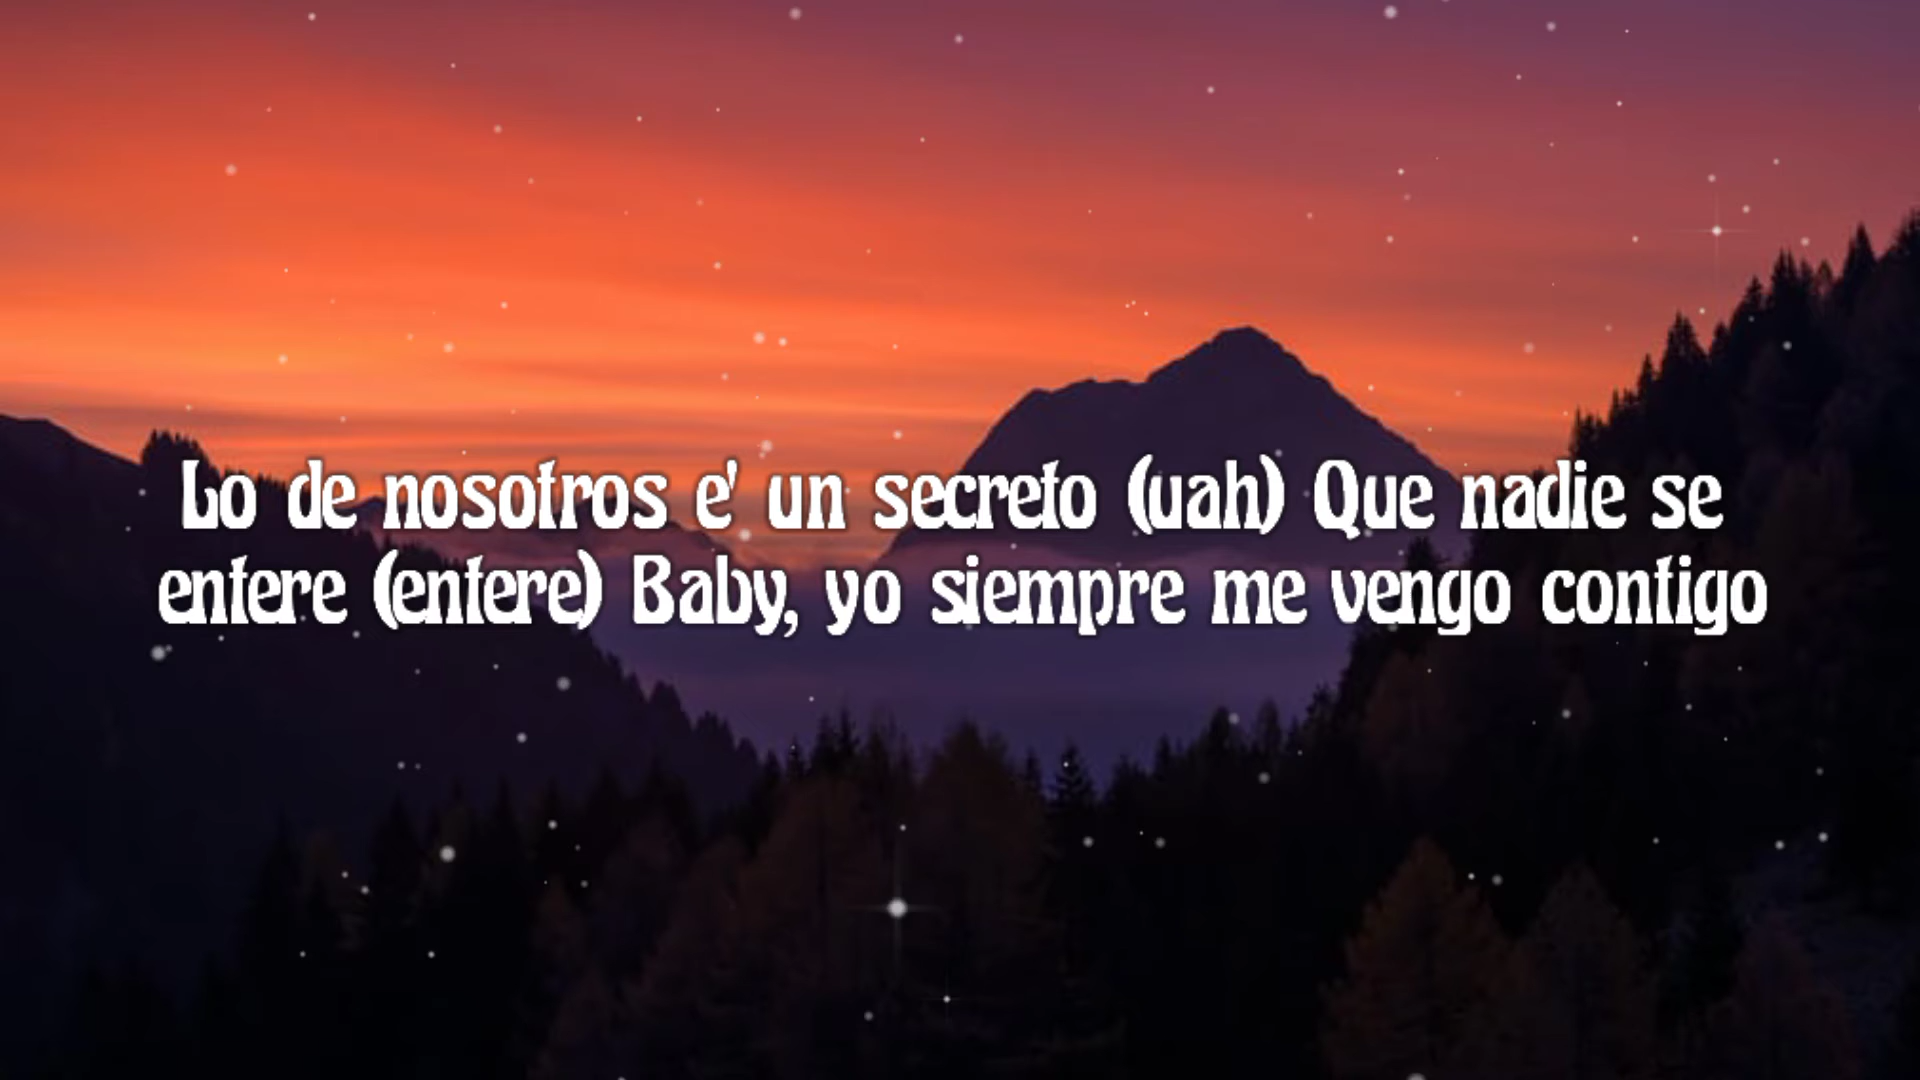 Lo de nosotros e' un secreto (uah) Que nadie se
entere (entere) Baby, yo siempre me vengo contigo